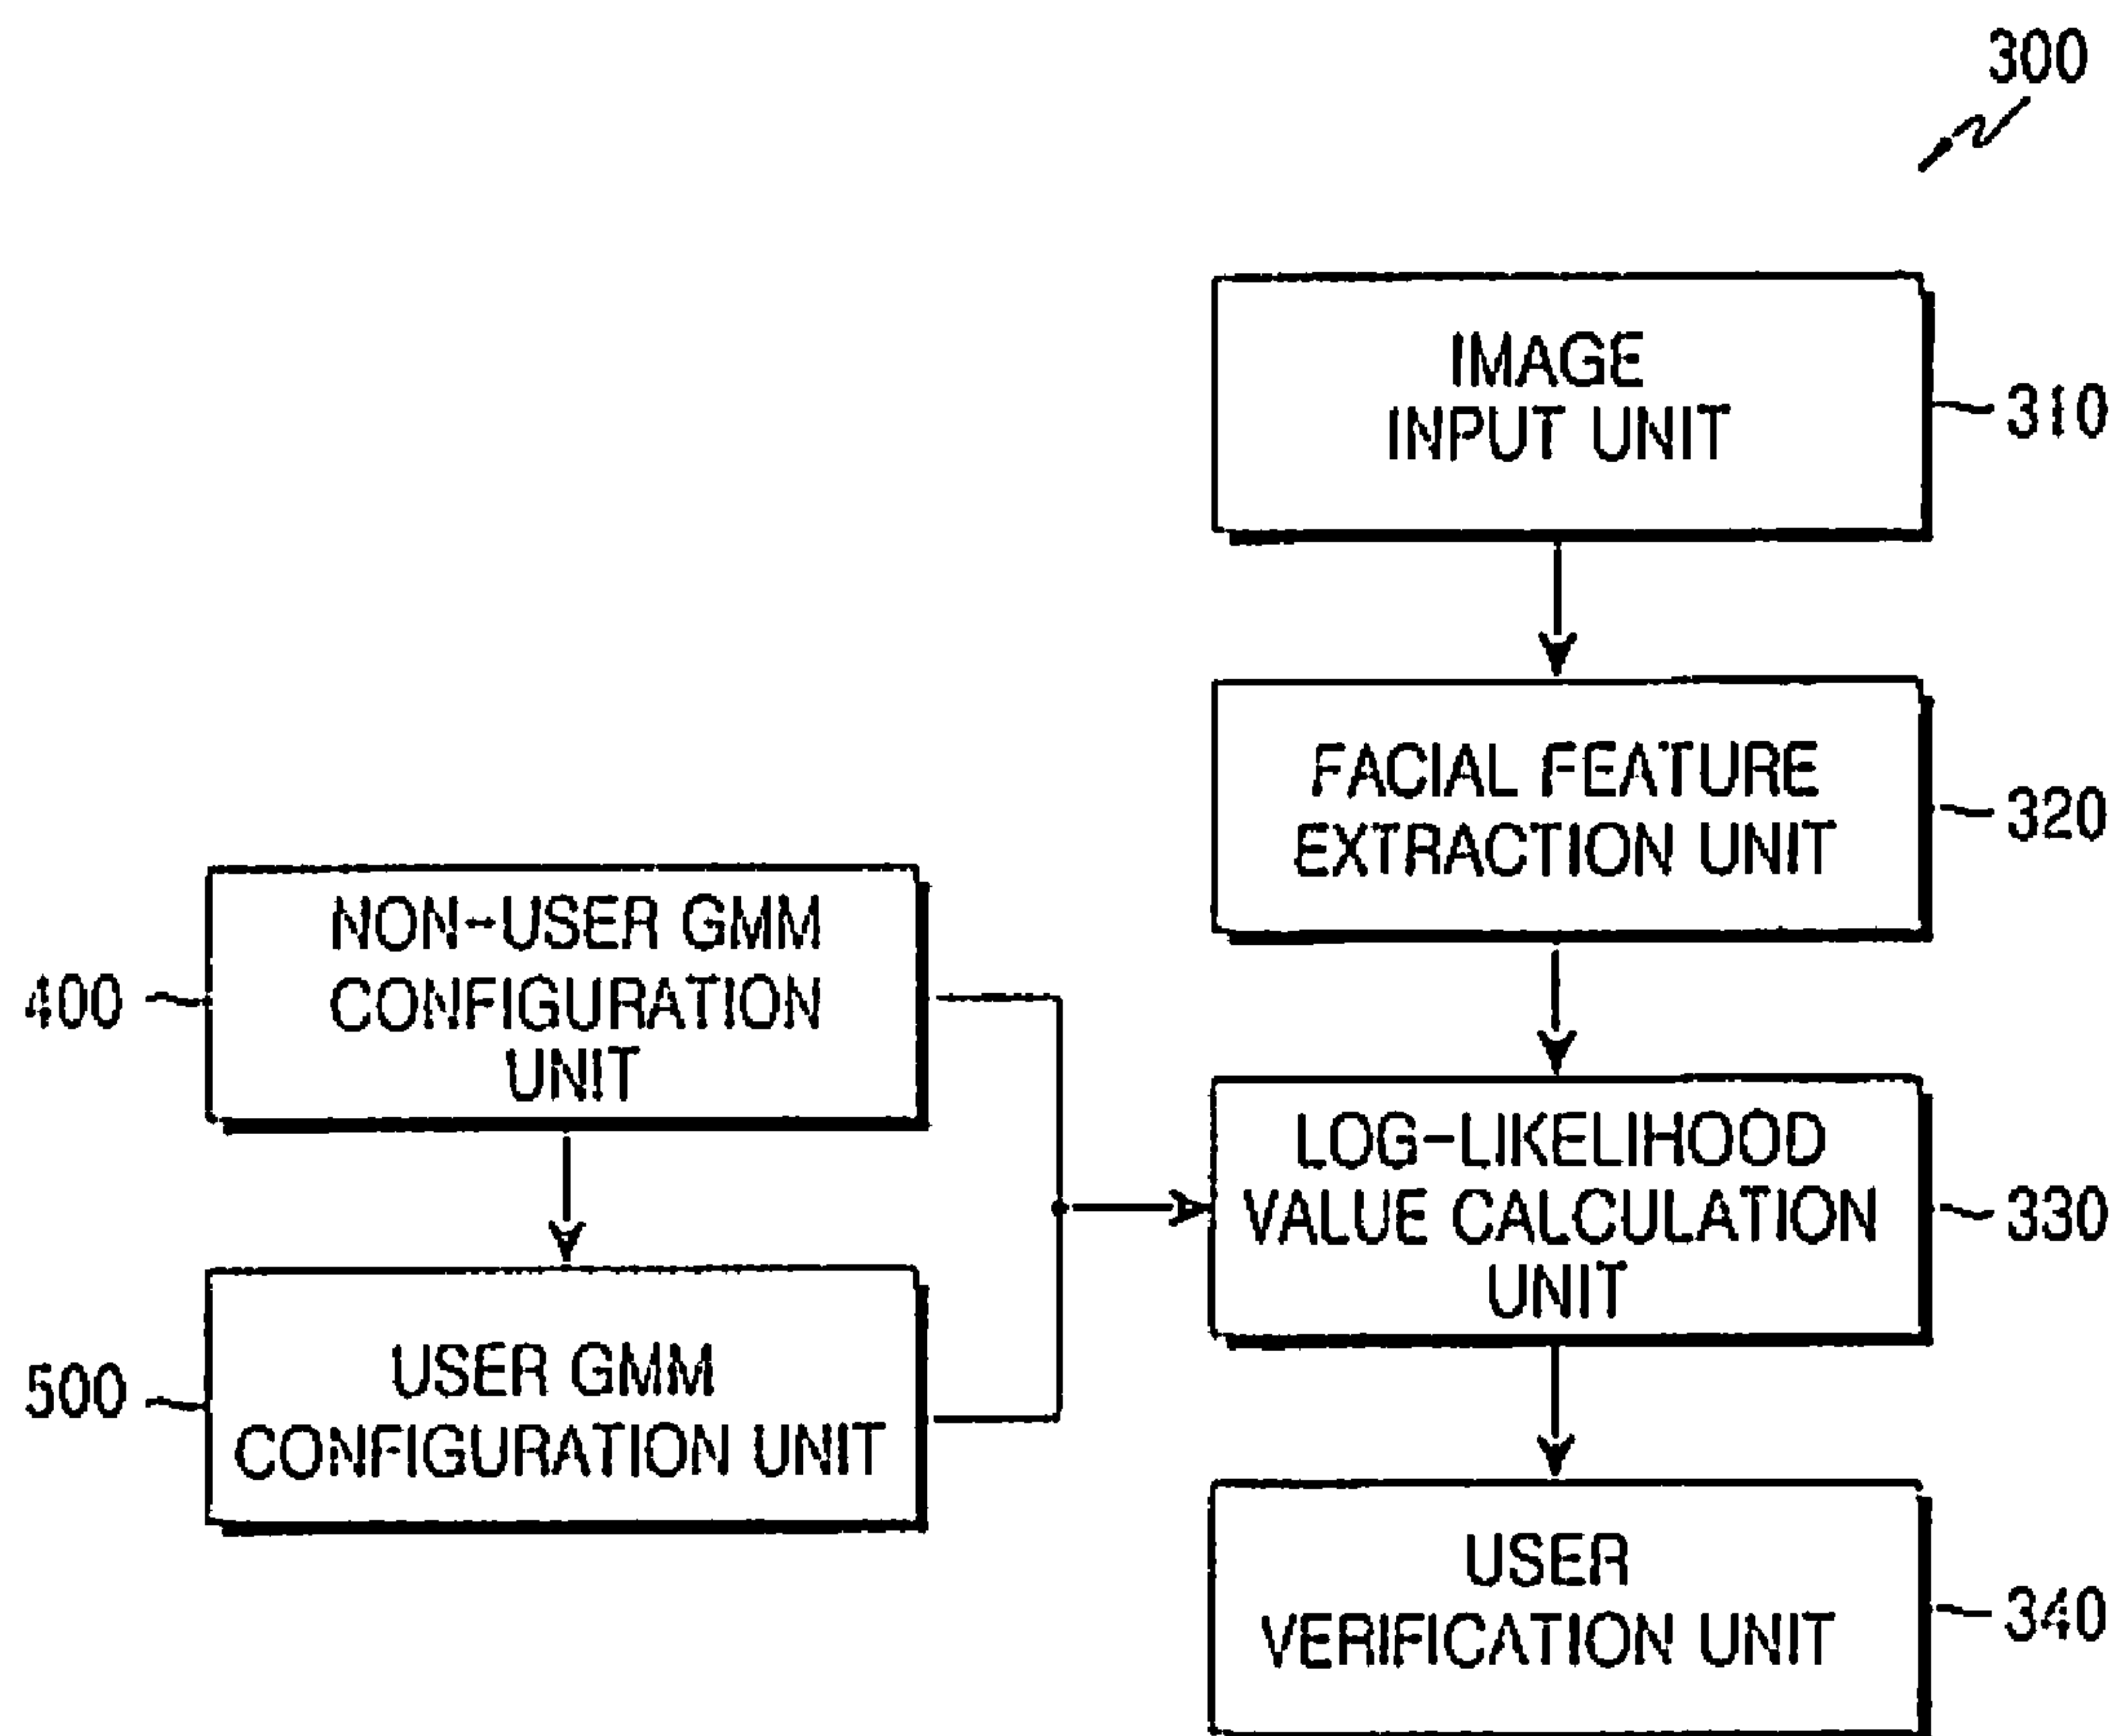 300
IMAGE
INPUT UNIT
310
FACIAL FEATURE
EXTRACTION UNIT
320
NON-USER GMM
CONFIGURATION
UNIT
400
LOG-LIKELIHOOD
VALUE CALCULATION
UNIT
330
USER GMM
CONFIGURATION UNIT
500
USER
VERIFICATION UNIT
340